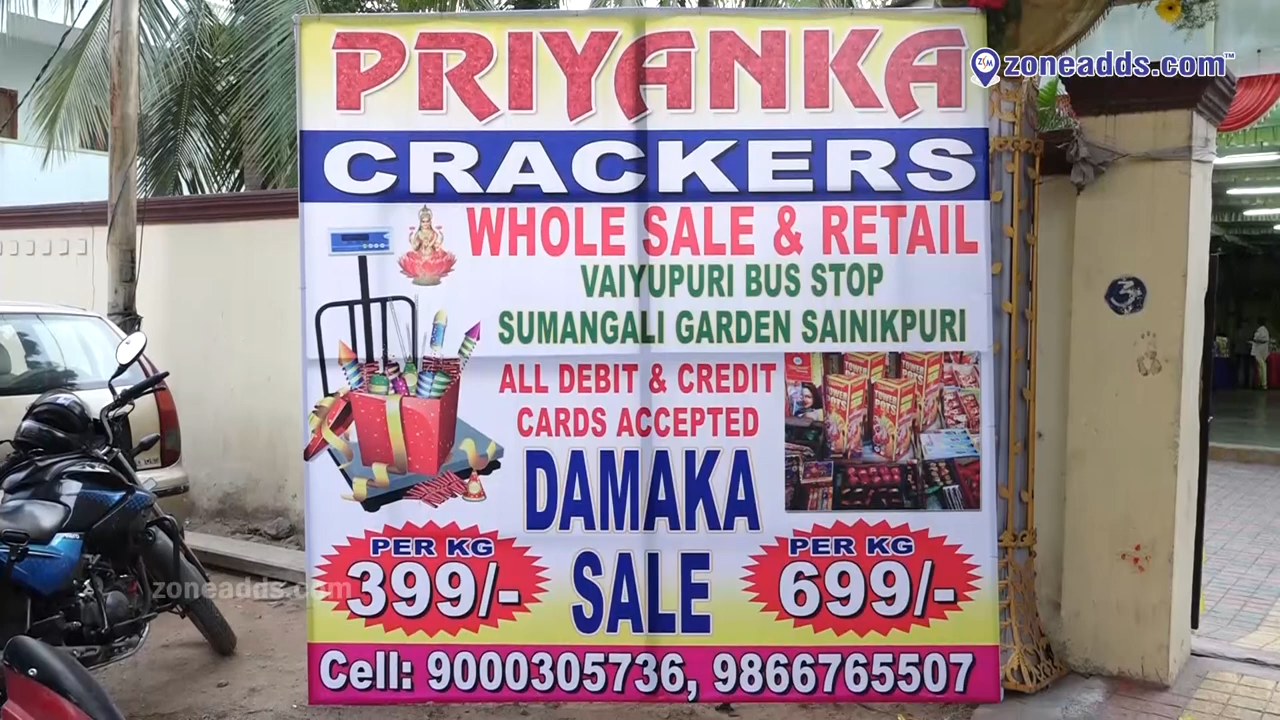 PRIYANKA
zoneadds.com™
CRACKERS
WHOLE SALE & RETAIL
VAIYUPURI BUS STOP
SUMANGALI GARDEN SAINIKPURI
ALL DEBIT & CREDIT
CARDS ACCEPTED
DAMAKA
SALE
PER KG
399/-
PER KG
699/-
zoneadds.com
Cell: 9000305736, 9866765507